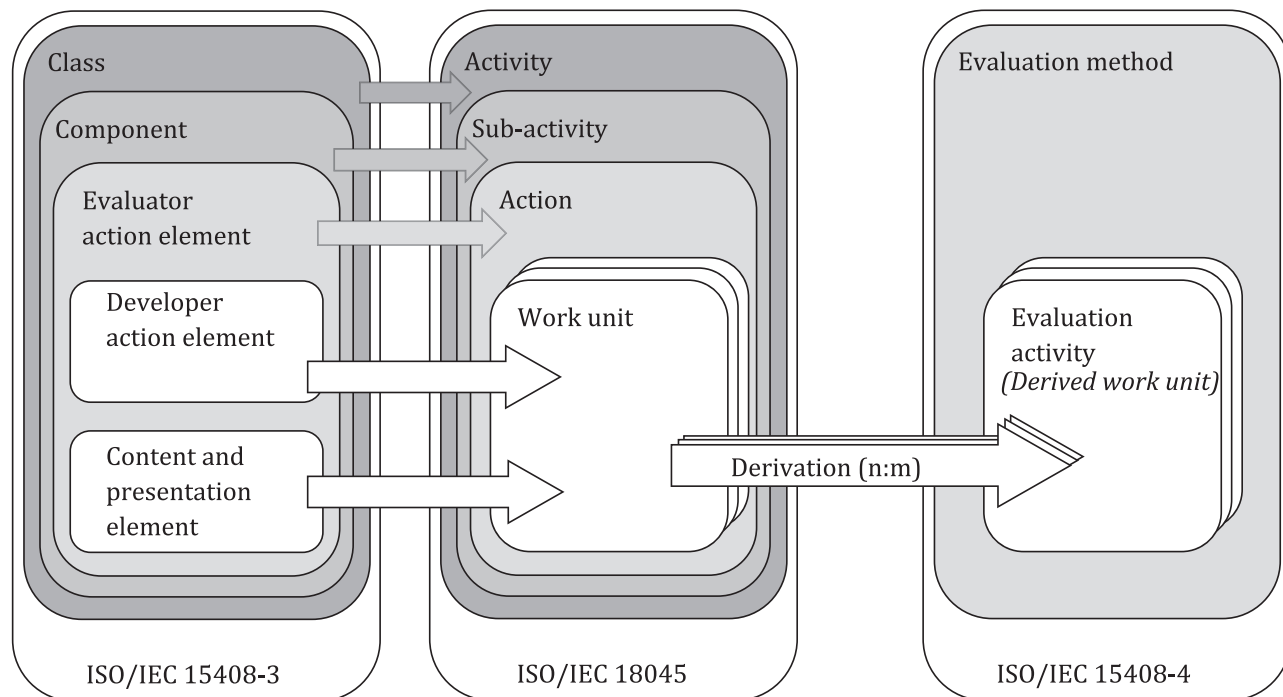 Class
Component
Evaluator
action element
Developer
action element
Content and
presentation
element
ISO/IEC 15408-3
Activity
Sub-activity
Action
Work unit
Derivation (n:m)
ISO/IEC 18045
Evaluation method
Evaluation
activity
(Derived work unit)
ISO/IEC 15408-4